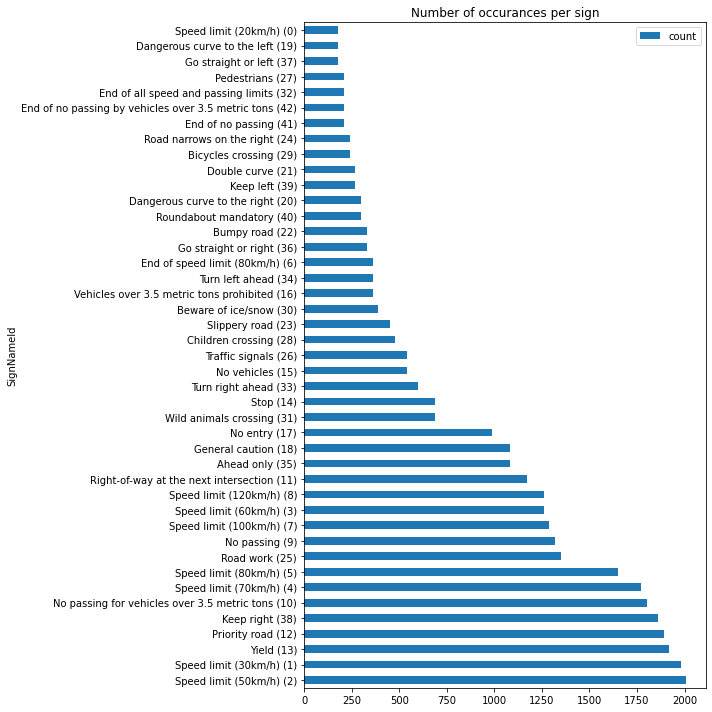 Number of occurances per sign
count
SignNameId
Speed limit (20km/h) (0)
Dangerous curve to the left (19)
Go straight or left (37)
Pedestrians (27)
End of all speed and passing limits (32)
End of no passing by vehicles over 3.5 metric tons (42)
End of no passing (41)
Road narrows on the right (24)
Bicycles crossing (29)
Double curve (21)
Keep left (39)
Dangerous curve to the right (20)
Roundabout mandatory (40)
Bumpy road (22)
Go straight or right (36)
End of speed limit (80km/h) (6)
Turn left ahead (34)
Vehicles over 3.5 metric tons prohibited (16)
Beware of ice/snow (30)
Slippery road (23)
Children crossing (28)
Traffic signals (26)
No vehicles (15)
Turn right ahead (33)
Stop (14)
Wild animals crossing (31)
No entry (17)
General caution (18)
Ahead only (35)
Right-of-way at the next intersection (11)
Speed limit (120km/h) (8)
Speed limit (60km/h) (3)
Speed limit (100km/h) (7)
No passing (9)
Road work (25)
Speed limit (80km/h) (5)
Speed limit (70km/h) (4)
No passing for vehicles over 3.5 metric tons (10)
Keep right (38)
Priority road (12)
Yield (13)
Speed limit (30km/h) (1)
Speed limit (50km/h) (2)
0 250 500 750 1000 1250 1500 1750 2000